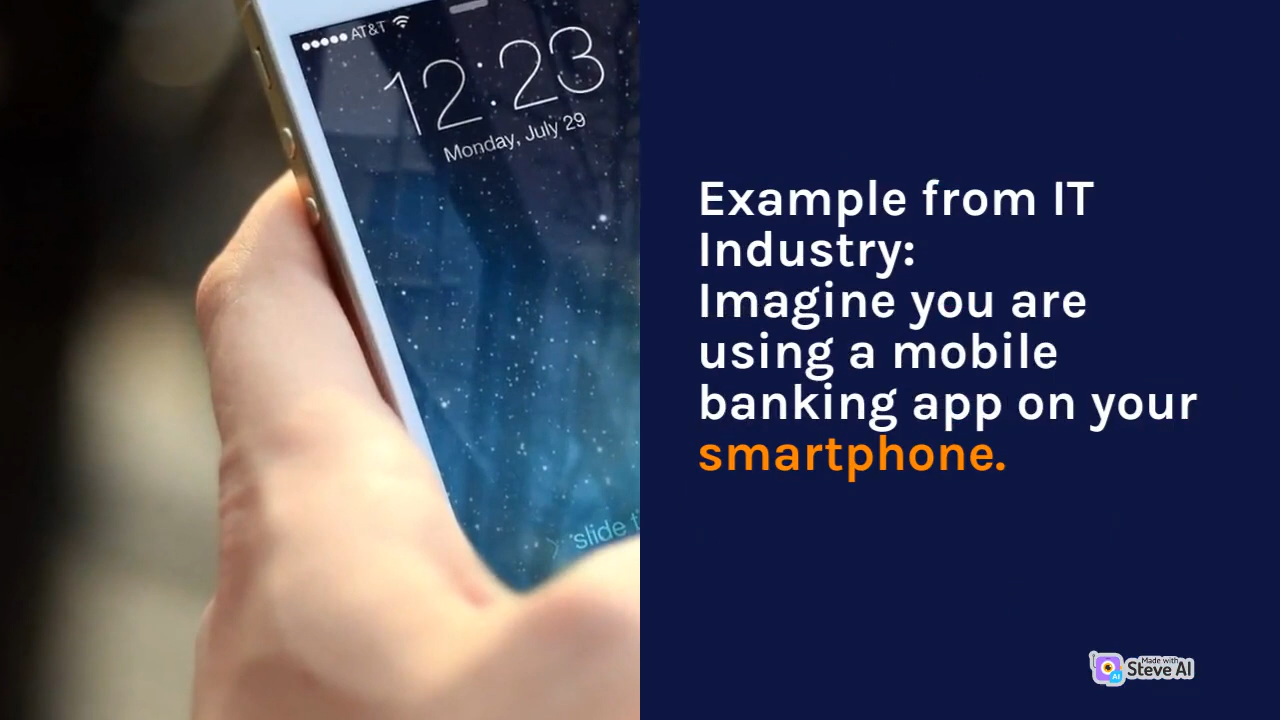 AT&T
12:23
Monday, July 29
slide
Example from IT
Industry:
Imagine you are
using a mobile
banking app on your
smartphone.
Made with
Steve AI
AI